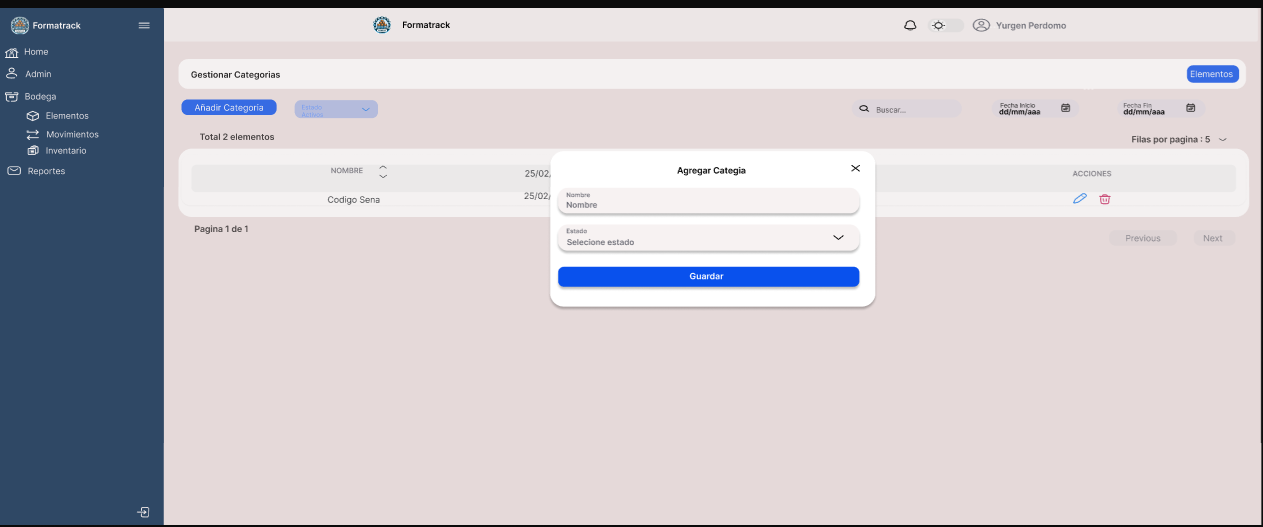 Formatrack
Formatrack
Yurgen Perdomo
Home
Admin
Bodega
Elementos
Movimientos
Inventario
Reportes
Gestionar Categorias
Elementos
Añadir Categoria
Estado
Activos
Buscar...
Fecha Inicio
dd/mm/aaa
Fecha Fin
dd/mm/aaa
Total 2 elementos
Filas por pagina : 5
NOMBRE
25/02,
ACCIONES
Codigo Sena
25/02/
Pagina 1 de 1
Previous
Next
Agregar Categia
Nombre
Nombre
Estado
Selecione estado
Guardar